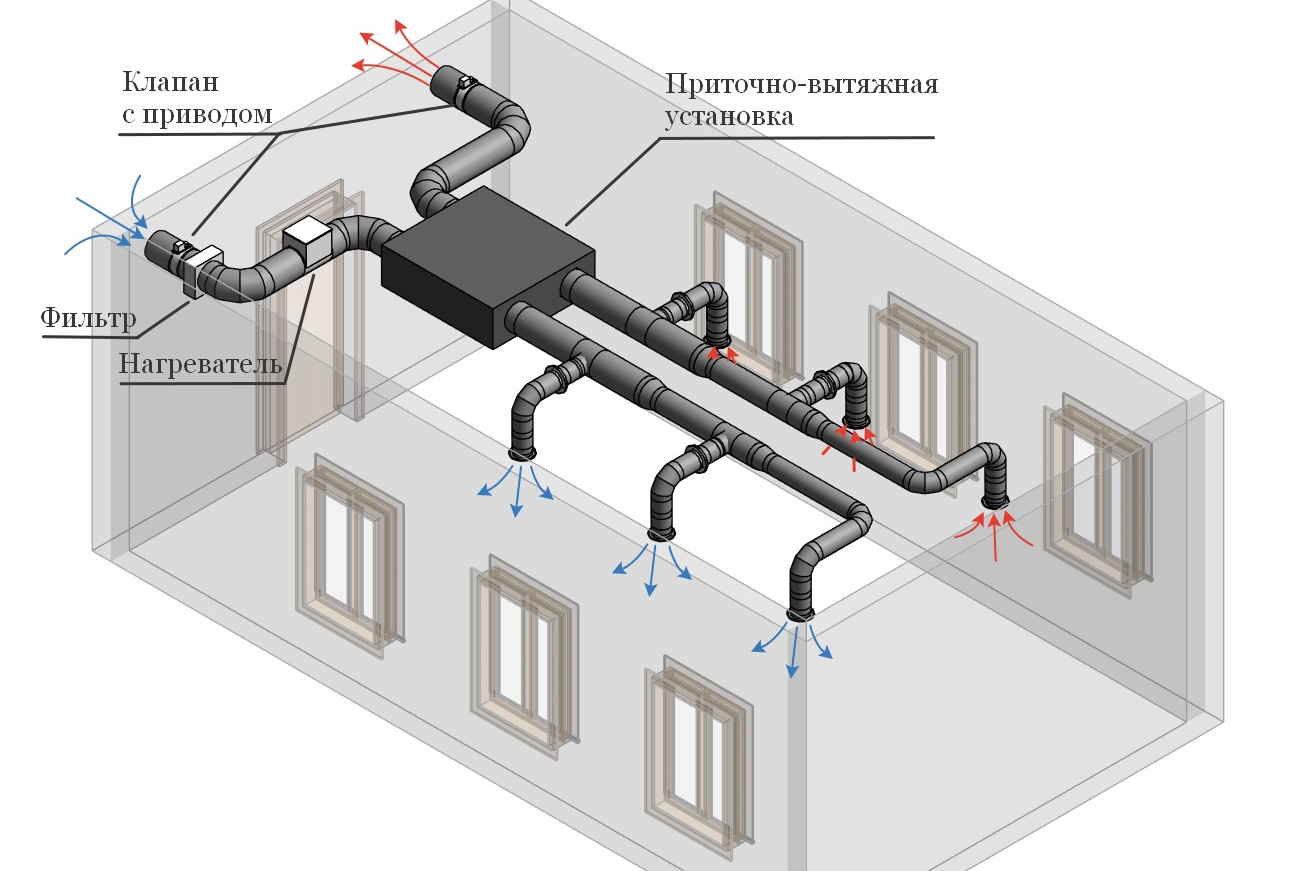 Клапан
с приводом
Приточно-вытяжная
установка
Фильтр
Нагреватель